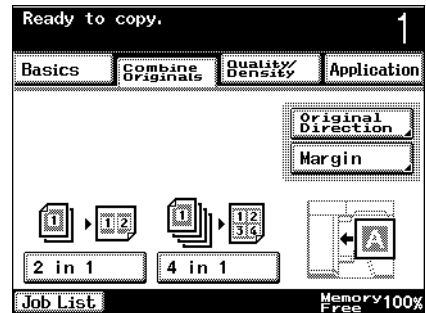 Ready to copy. 1
Basics Combine Originals Quality/Density Application
Original
Direction
Margin
1 1 2 1 1 2
3 4
A
2 in 1 4 in 1
Job List Memory Free 100%